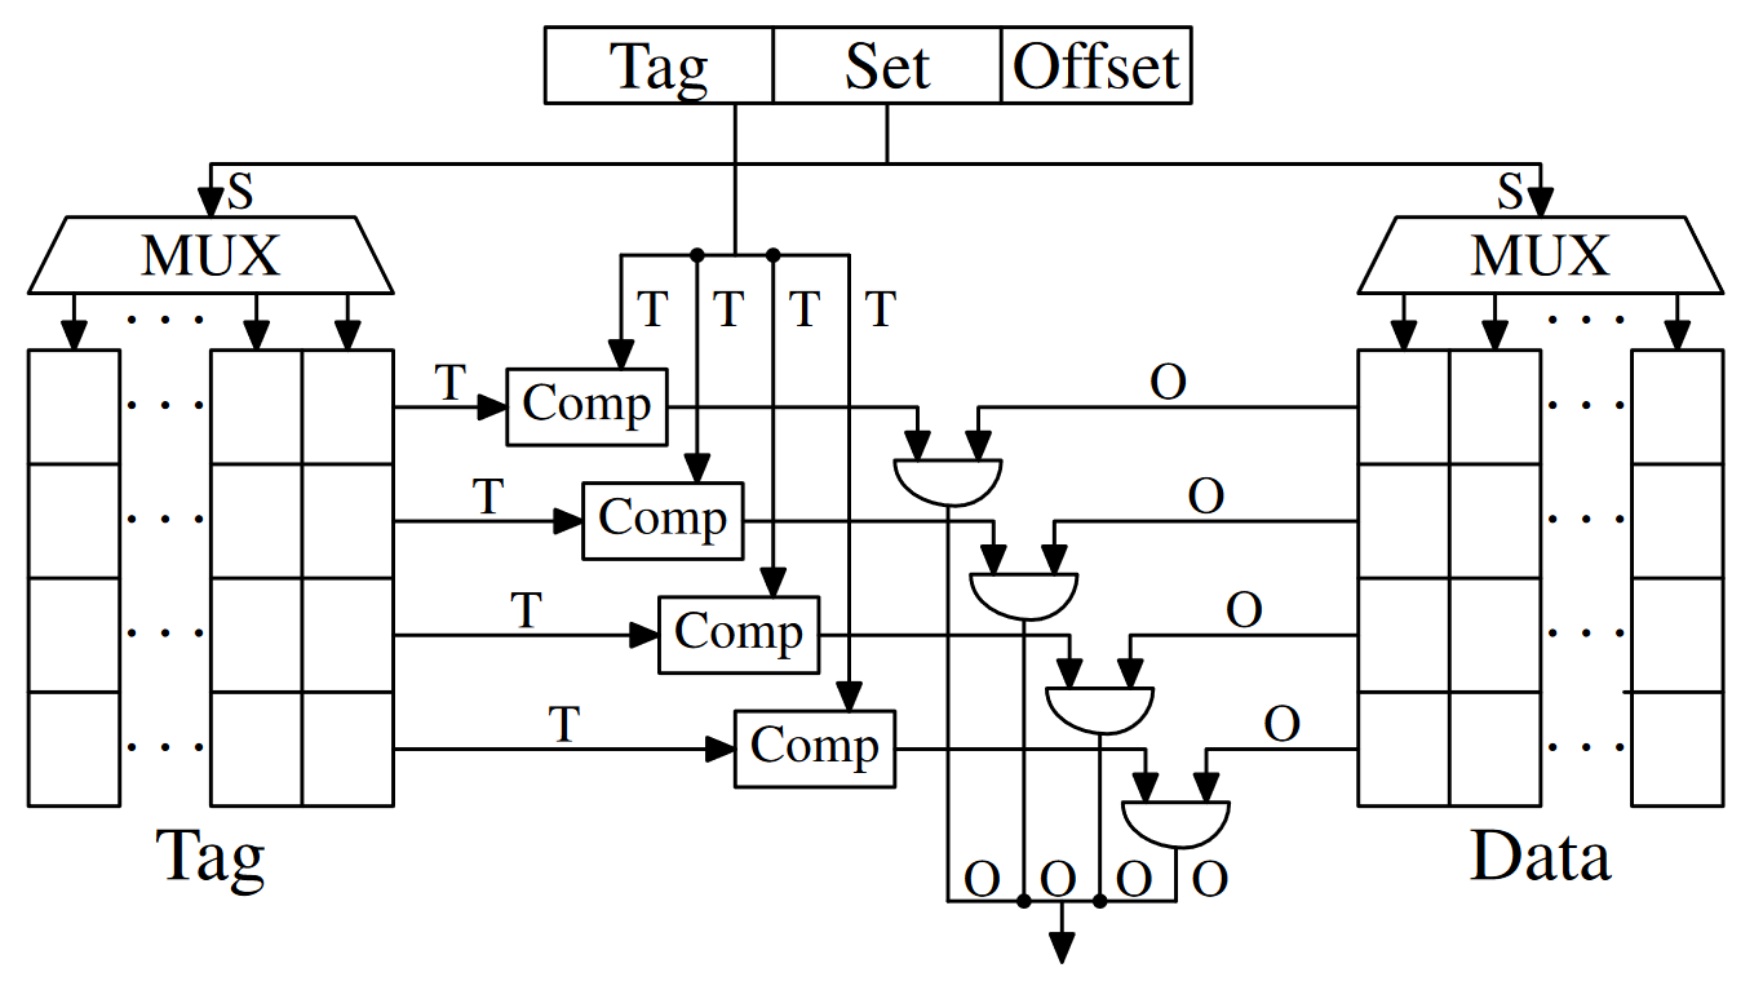 Tag Set Offset
S S
MUX MUX
. . . T T T T . . .
. . . T Comp O . . .
. . . T Comp O . . .
. . . T Comp O . . .
. . . T Comp O . . .
Tag Data
O O O O